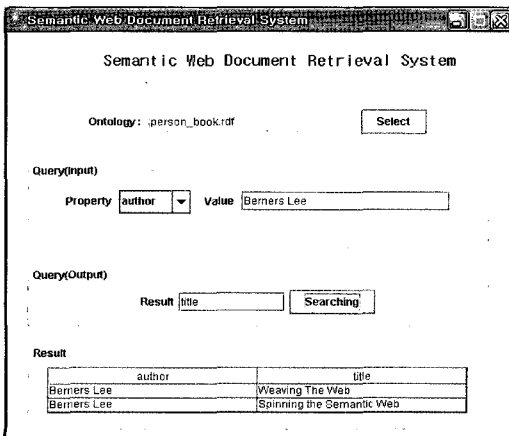 Semantic Web Document Retrieval System
Semantic Web Document Retrieval System
Ontology: person_book.rdf Select
Query(Input)
Property author Value Berners Lee
Query(Output)
Result title Searching
Result
author title
Berners Lee Weaving The Web
Berners Lee Spinning the Semantic Web